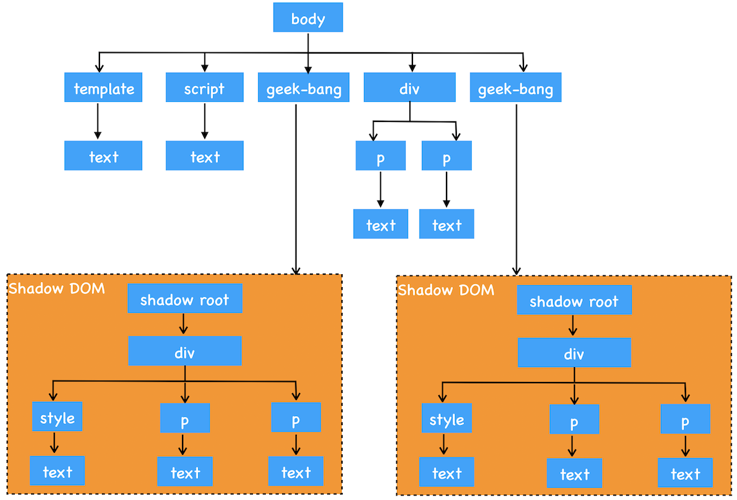 body
template script geek-bang div geek-bang
text text p p
text text
Shadow DOM Shadow DOM
shadow root shadow root
div div
style p p style p p
text text text text text text